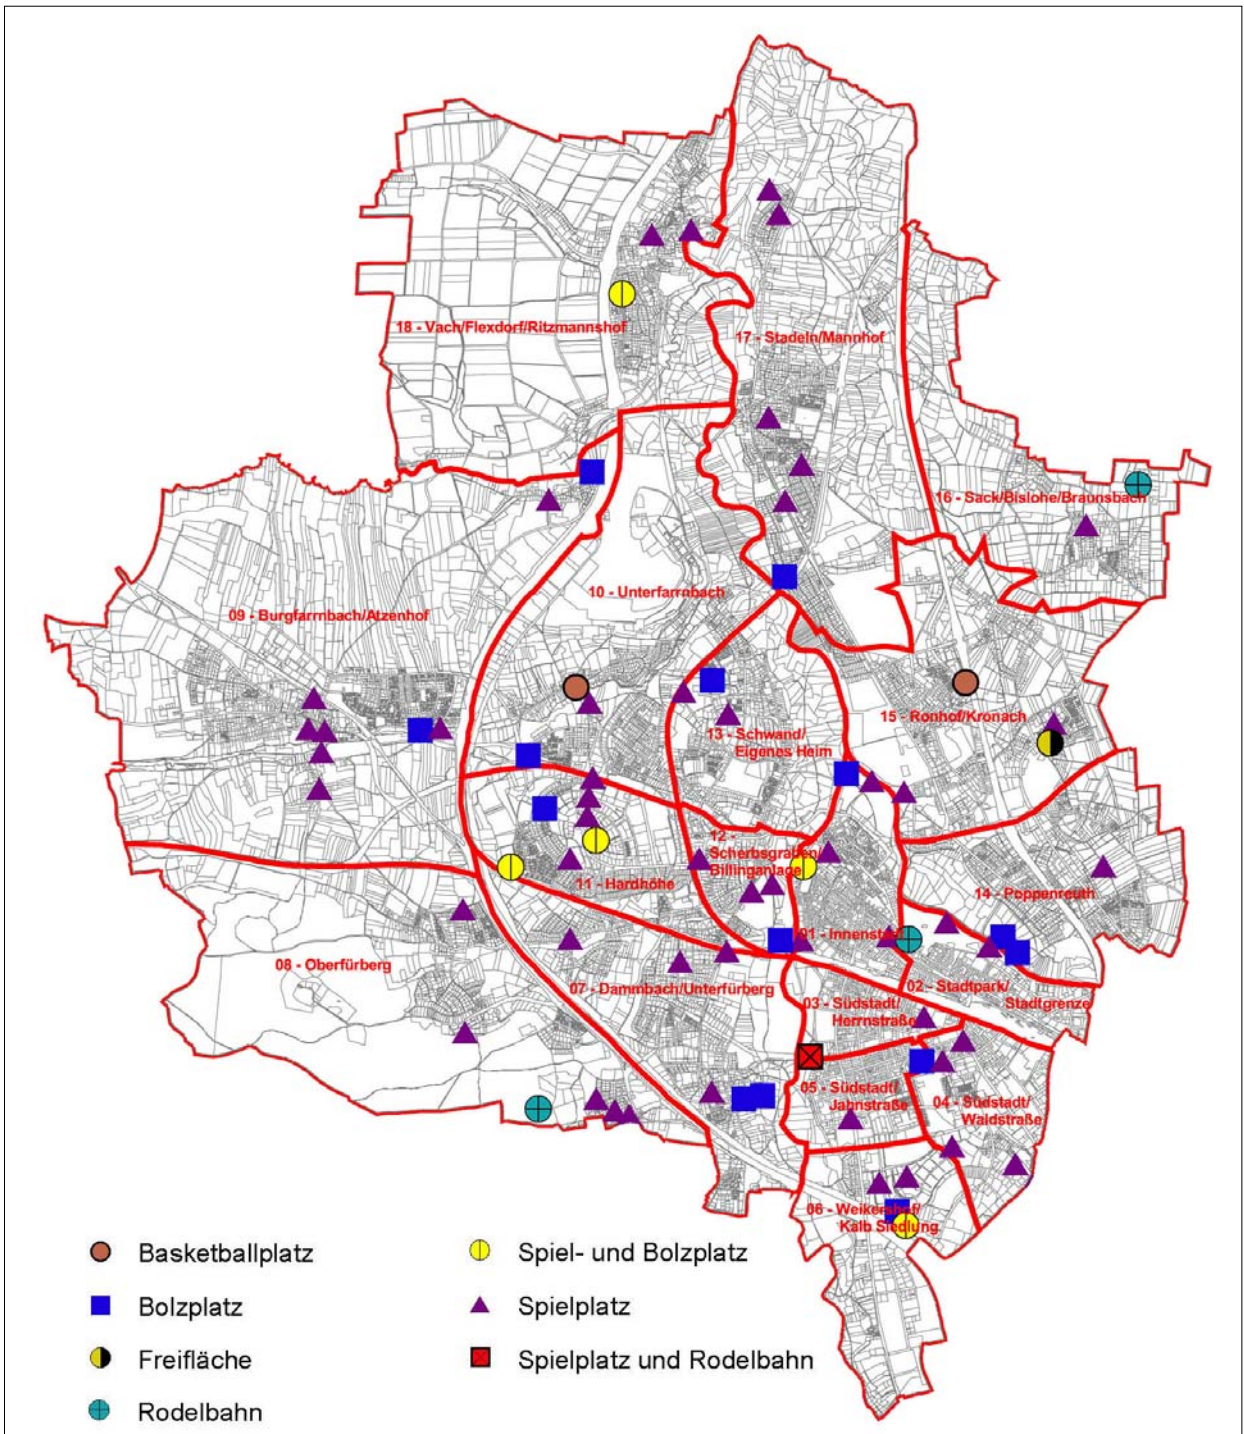 18 - Vach/Flexdorf/Ritzmannshof
17 - Stadeln/Mannhof
16 - Sack/Bislohe/Braunsbach
10 - Unterfarrnbach
09 - Burgfarrnbach/Atzenhof
15 - Ronhof/Kronach
13 - Schwand/
Eigenes Heim
12 -
Scherbsgraben/
Billinganlage
11 - Hardhöhe
14 - Poppenreuth
01 - Innenstadt
08 - Oberfürberg
07 - Dammbach/Unterfürberg
02 - Stadtpark/
Stadtgrenze
03 - Südstadt/
Herrnstraße
05 - Südstadt/
Jahnstraße
04 - Südstadt/
Waldstraße
06 - Weikershof/
Kalb Siedlung
Basketballplatz
Bolzplatz
Freifläche
Rodelbahn
Spiel- und Bolzplatz
Spielplatz
Spielplatz und Rodelbahn